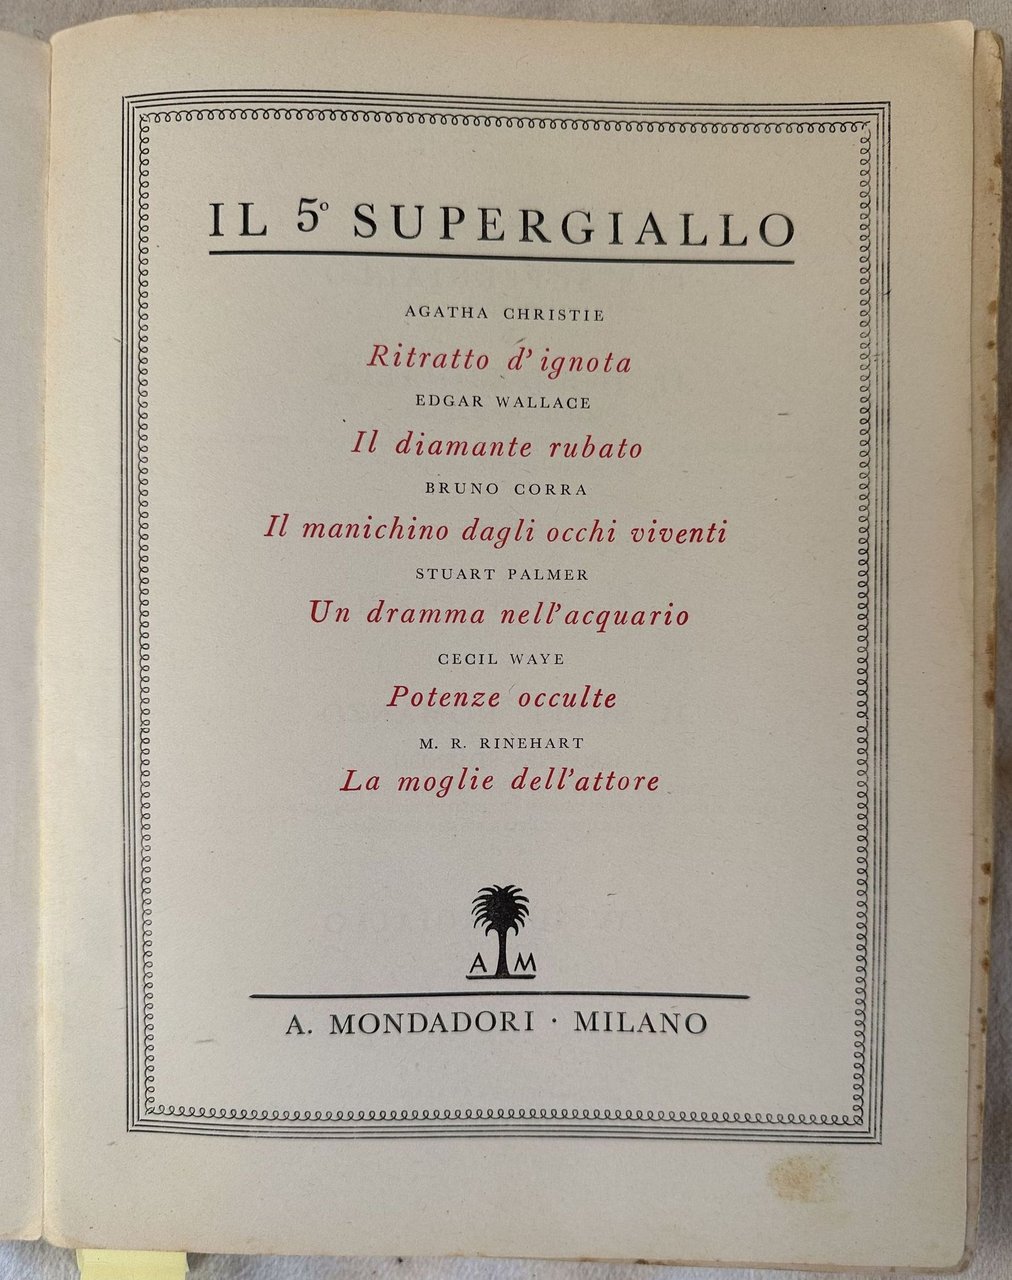 IL 5º SUPERGIALLO
AGATHA CHRISTIE
Ritratto d'ignota
EDGAR WALLACE
Il diamante rubato
BRUNO CORRA
Il manichino dagli occhi viventi
STUART PALMER
Un dramma nell'acquario
CECIL WAYE
Potenze occulte
M. R. RINEHART
La moglie dell'attore
A M
A. MONDADORI · MILANO